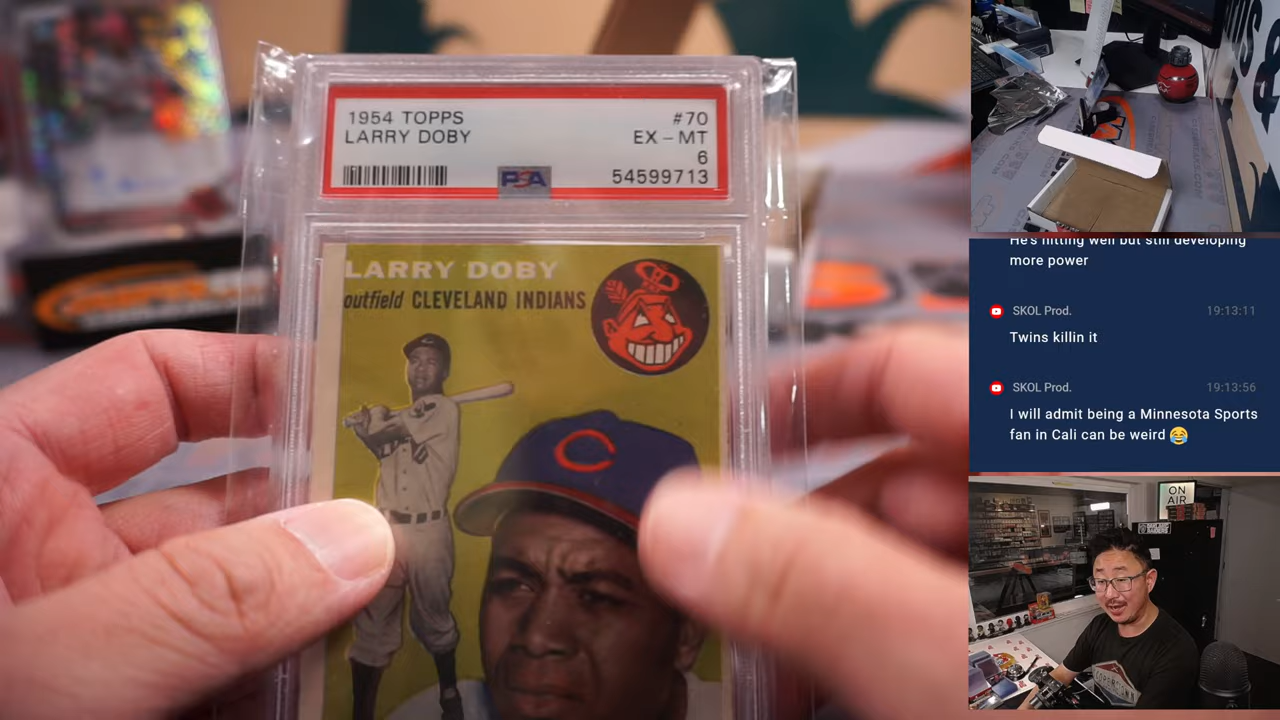 1954 TOPPS #70
LARRY DOBY EX-MT
6
PSA 54599713
LARRY DOBY
outfield CLEVELAND INDIANS
C
He's hitting well but still developing
more power
SKOL Prod. 19:13:11
Twins killin it
SKOL Prod. 19:13:56
I will admit being a Minnesota Sports
fan in Cali can be weird 😂
ON
AIR